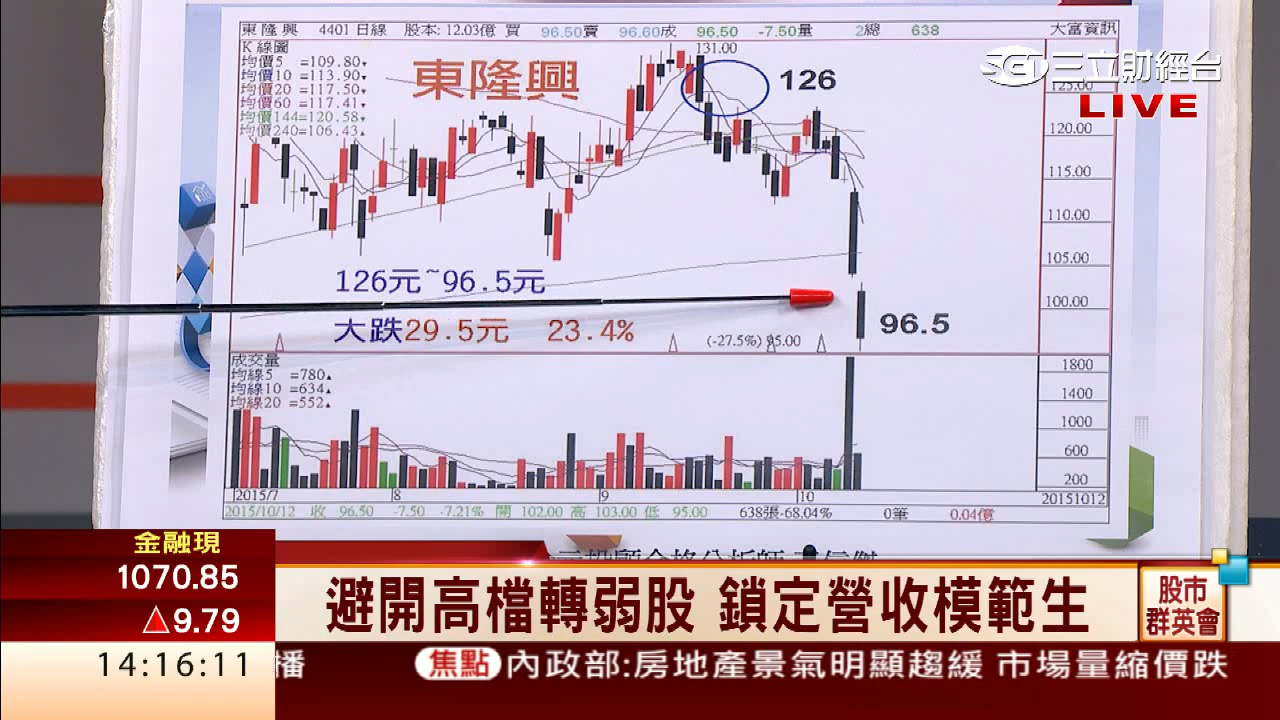 東隆興 4401 日線 股本: 12.03億 買 96.50賣 96.60成 96.50 -7.50量 2總 638 大富資訊
K 線圖
均價5 =109.80▾
均價10 =113.90▾
均價20 =117.50▾
均價60 =117.41▾
均價144=120.58▾
均價240=106.43▴
東隆興
131.00
126
三立財經台
LIVE
125.00
120.00
115.00
110.00
105.00
100.00
126元~96.5元
大跌29.5元 23.4%
(-27.5%) 95.00
96.5
成交量
均線5 =780▴
均線10 =634▴
均線20 =552▴
1800
1400
1000
600
200
2015/7 8 9 10 20151012
2015/10/12 收 96.50 -7.50 -7.21% 開 102.00 高 103.00 低 95.00 638張-68.04% 0筆 0.04億
金融現
1070.85
△9.79
避開高檔轉弱股 鎖定營收模範生
股市
群英會
14:16:11
播 焦點 內政部:房地產景氣明顯趨緩 市場量縮價跌